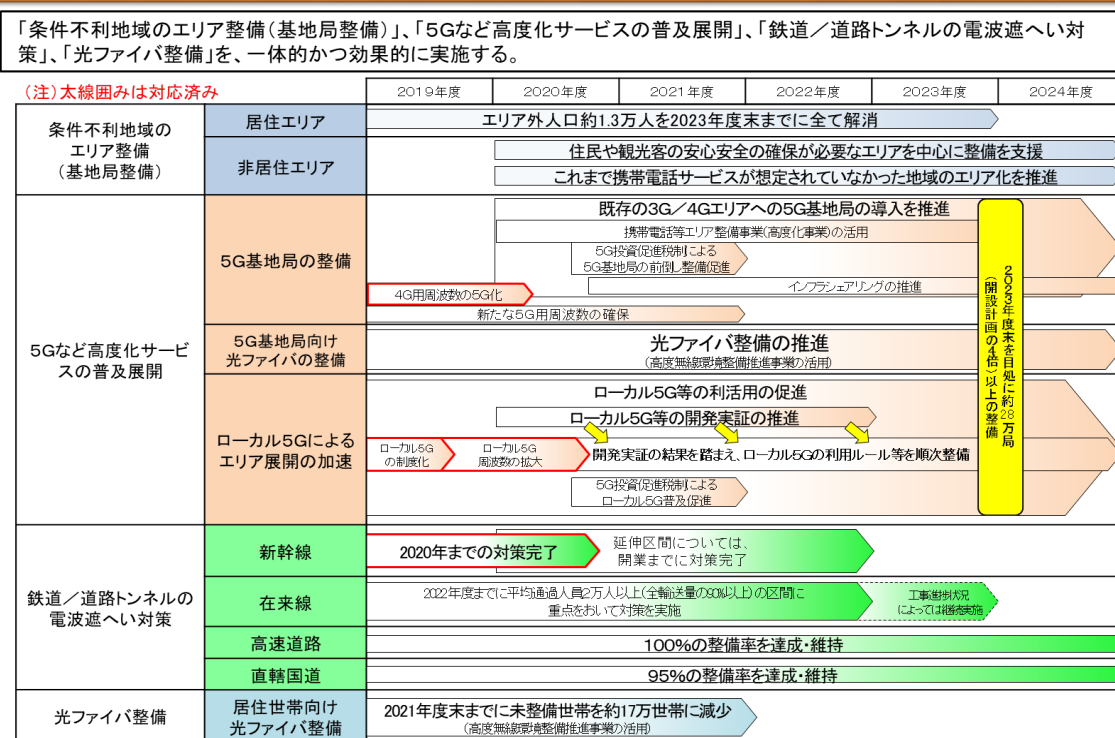 「条件不利地域のエリア整備(基地局整備)」、「5Gなど高度化サービスの普及展開」、「鉄道／道路トンネルの電波遮へい対
策」、「光ファイバ整備」を、一体的かつ効果的に実施する。
(注)太線囲みは対応済み
2019年度
2020年度
2021年度
2022年度
2023年度
2024年度
条件不利地域の
エリア整備
(基地局整備)
居住エリア
エリア外人口約1.3万人を2023年度末までに全て解消
非居住エリア
住民や観光客の安心安全の確保が必要なエリアを中心に整備を支援
これまで携帯電話サービスが想定されていなかった地域のエリア化を推進
5Gなど高度化サービ
スの普及展開
5G基地局の整備
既存の3G／4Gエリアへの5G基地局の導入を推進
携帯電話等エリア整備事業(高度化事業)の活用
5G投資促進税制による
5G基地局の前倒し整備促進
4G用周波数の5G化
インフラシェアリングの推進
新たな5G用周波数の確保
2023年度末を目処に約28万局
(開設計画の4倍)以上の整備
5G基地局向け
光ファイバの整備
光ファイバ整備の推進
(高度無線環境整備推進事業の活用)
ローカル5Gによる
エリア展開の加速
ローカル5G等の利活用の促進
ローカル5G等の開発実証の推進
ローカル5G
の制度化
ローカル5G
周波数の拡大
開発実証の結果を踏まえ、ローカル5Gの利用ルール等を順次整備
5G投資促進税制による
ローカル5G普及促進
鉄道／道路トンネルの
電波遮へい対策
新幹線
2020年までの対策完了
延伸区間については、
開業までに対策完了
在来線
2022年度までに平均通過人員2万人以上(全輸送量の90%以上)の区間に
重点をおいて対策を実施
工事進捗状況
によっては継続実施
高速道路
100%の整備率を達成・維持
直轄国道
95%の整備率を達成・維持
光ファイバ整備
居住世帯向け
光ファイバ整備
2021年度末までに未整備世帯を約17万世帯に減少
(高度無線環境整備推進事業の活用)